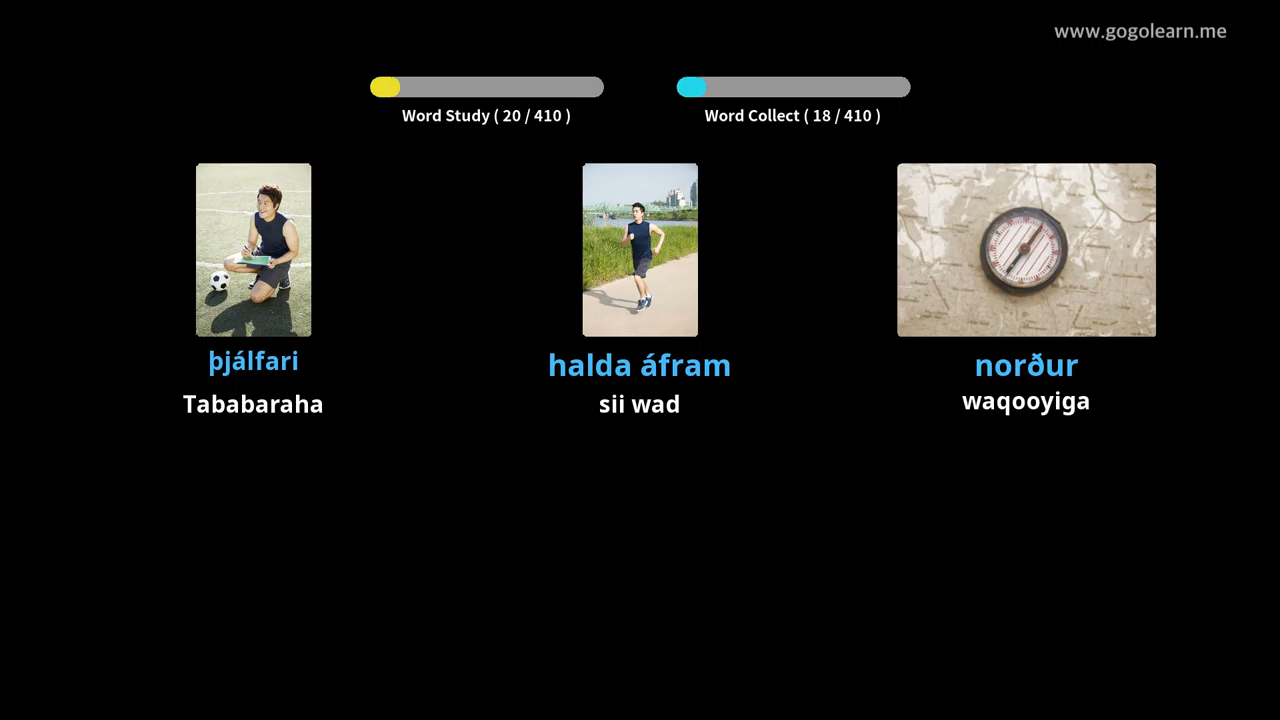 www.gogolearn.me
Word Study ( 20 / 410 )
Word Collect ( 18 / 410 )
þjálfari
halda áfram
norður
Tababaraha
sii wad
waqooyiga